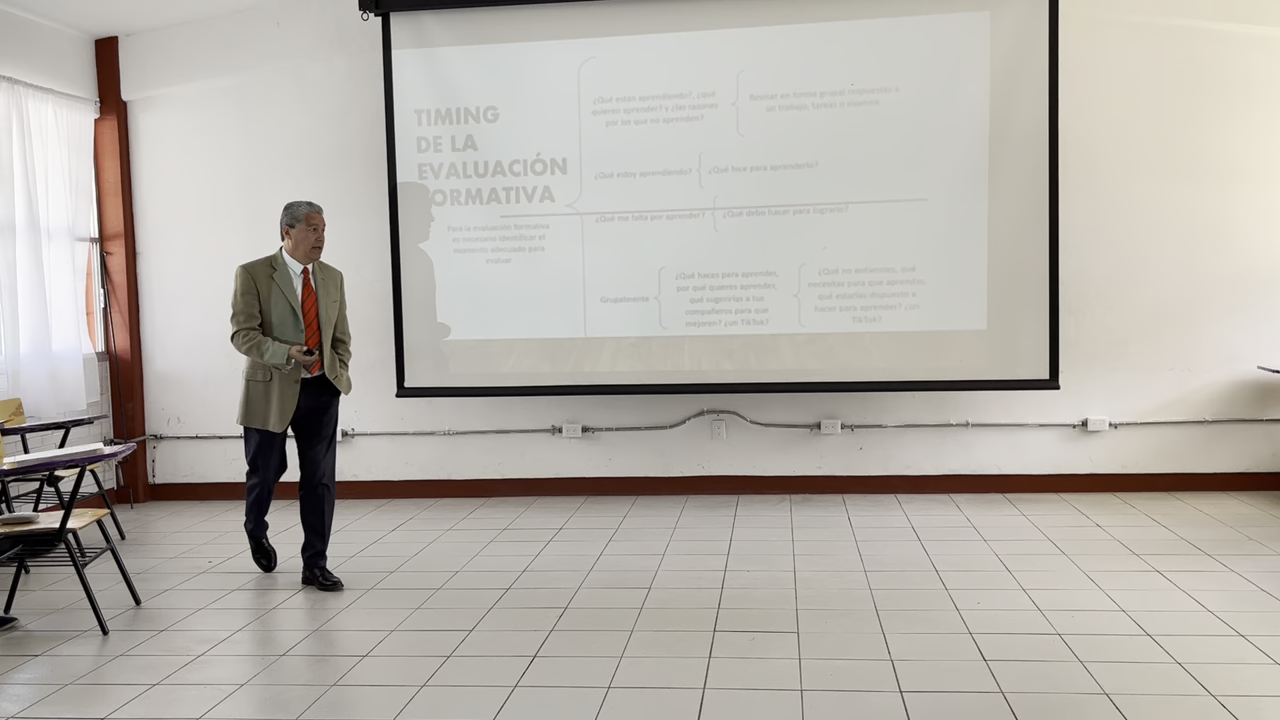 TIMING
DE LA
EVALUACIÓN
FORMATIVA
Para la evaluación formativa
es necesario identificar el
momento adecuado para
evaluar
¿Qué están aprendiendo?, ¿qué
quieren aprender? y ¿las razones
por las que no aprenden?
Revisar en forma grupal respuestas a
un trabajo, tareas o examen
¿Qué estoy aprendiendo?
¿Qué hice para aprenderlo?
¿Qué me falta por aprender?
¿Qué debo hacer para lograrlo?
Grupalmente
¿Qué haces para aprender,
por qué quieres aprender,
qué sugerirías a tus
compañeros para que
mejoren? ¿un TikTok?
¿Qué no entiendes, qué
necesitas para que aprendas,
qué estarías dispuesto a
hacer para aprender? ¿un
TikTok?